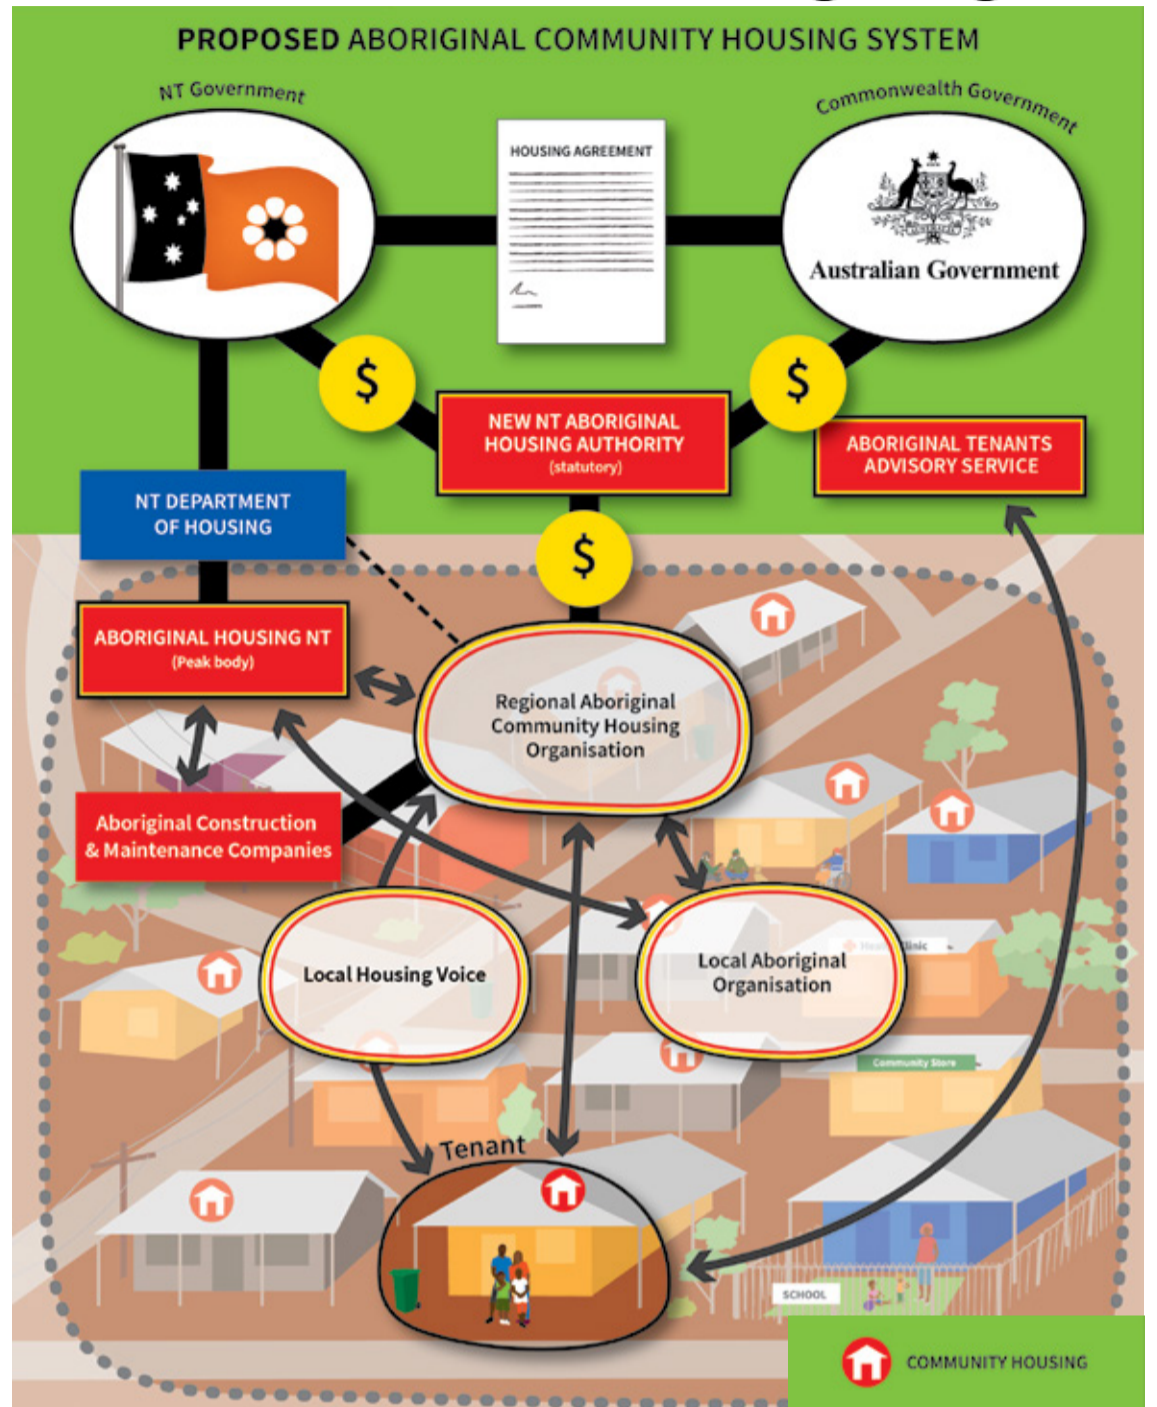 PROPOSED ABORIGINAL COMMUNITY HOUSING SYSTEM
NT Government
Commonwealth Government
HOUSING AGREEMENT
Australian Government
$
$
NEW NT ABORIGINAL
HOUSING AUTHORITY
(statutory)
ABORIGINAL TENANTS
ADVISORY SERVICE
NT DEPARTMENT
OF HOUSING
$
ABORIGINAL HOUSING NT
(Peak body)
Regional Aboriginal
Community Housing
Organisation
Aboriginal Construction
& Maintenance Companies
Local Housing Voice
Local Aboriginal
Organisation
Clinic
Community Store
Tenant
SCHOOL
COMMUNITY HOUSING